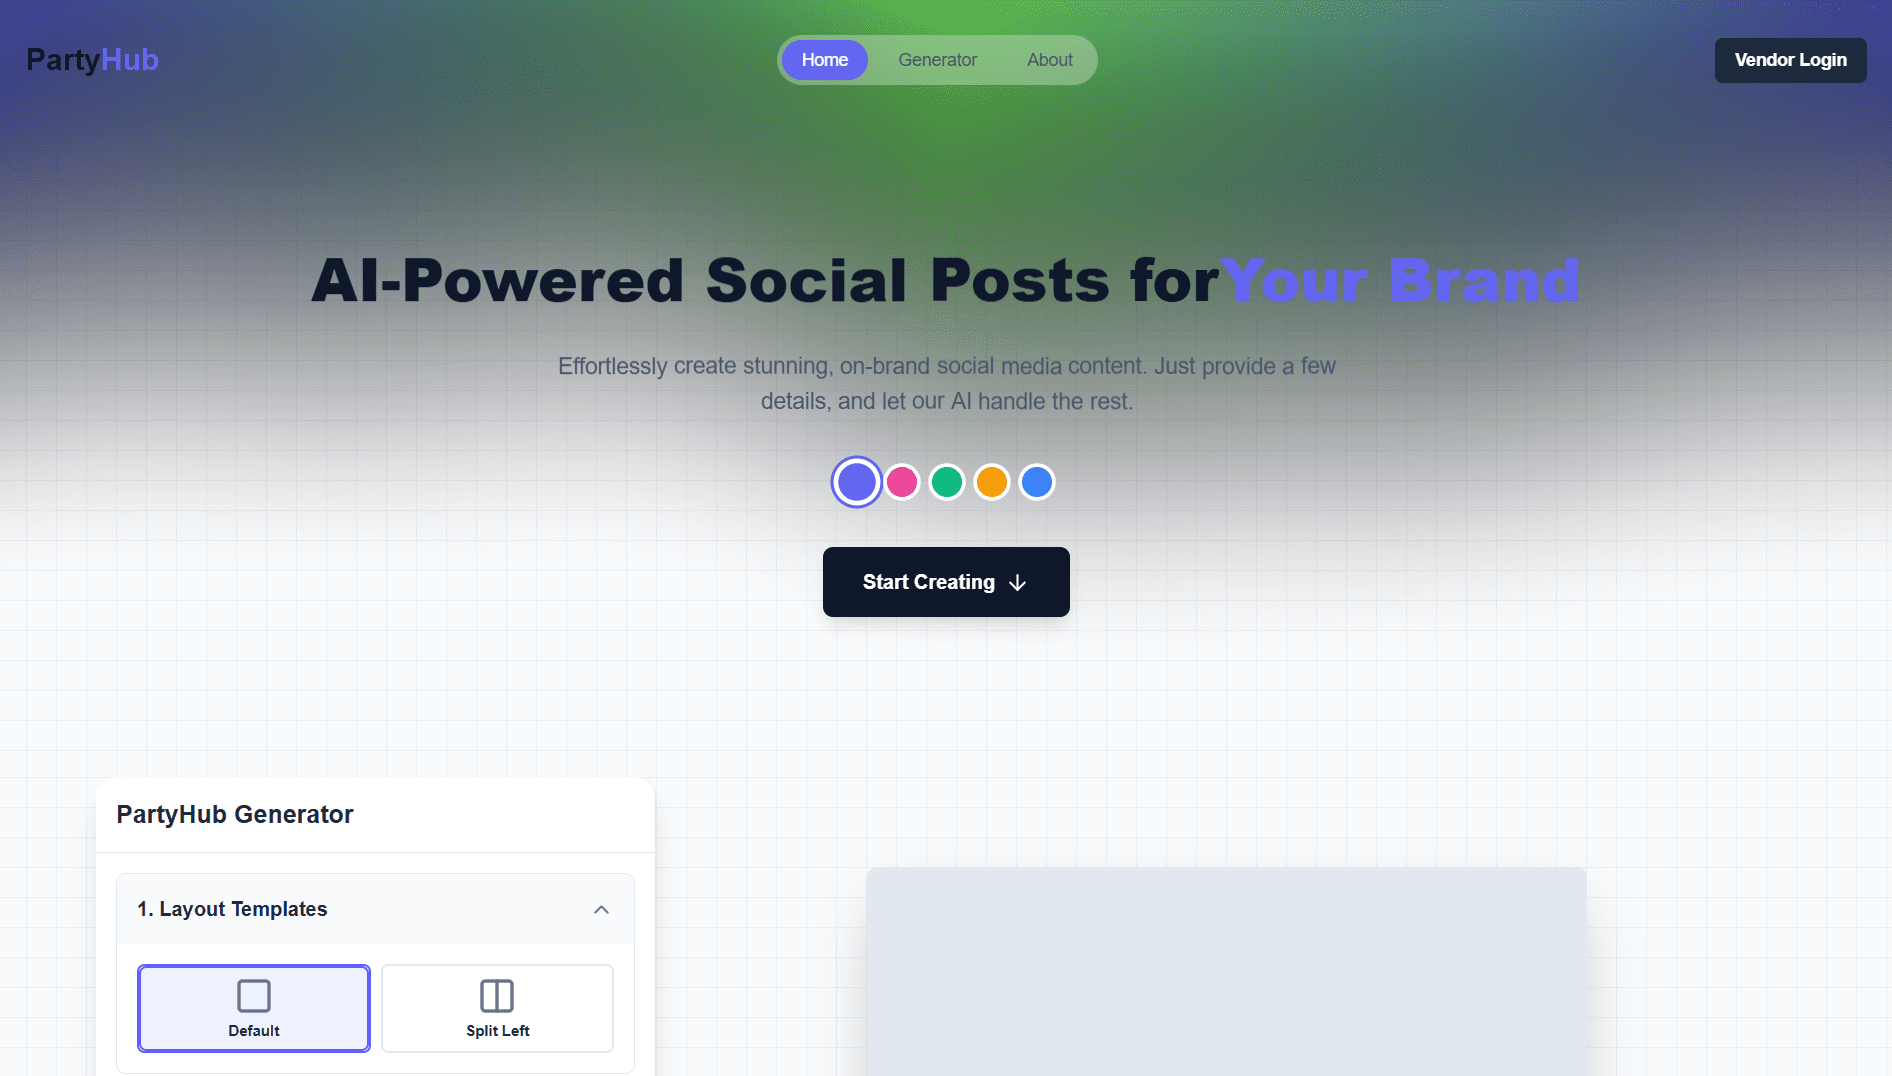 PartyHub
Home
Generator
About
Vendor Login
AI-Powered Social Posts forYour Brand
Effortlessly create stunning, on-brand social media content. Just provide a few
details, and let our AI handle the rest.
Start Creating
PartyHub Generator
1. Layout Templates
Default
Split Left